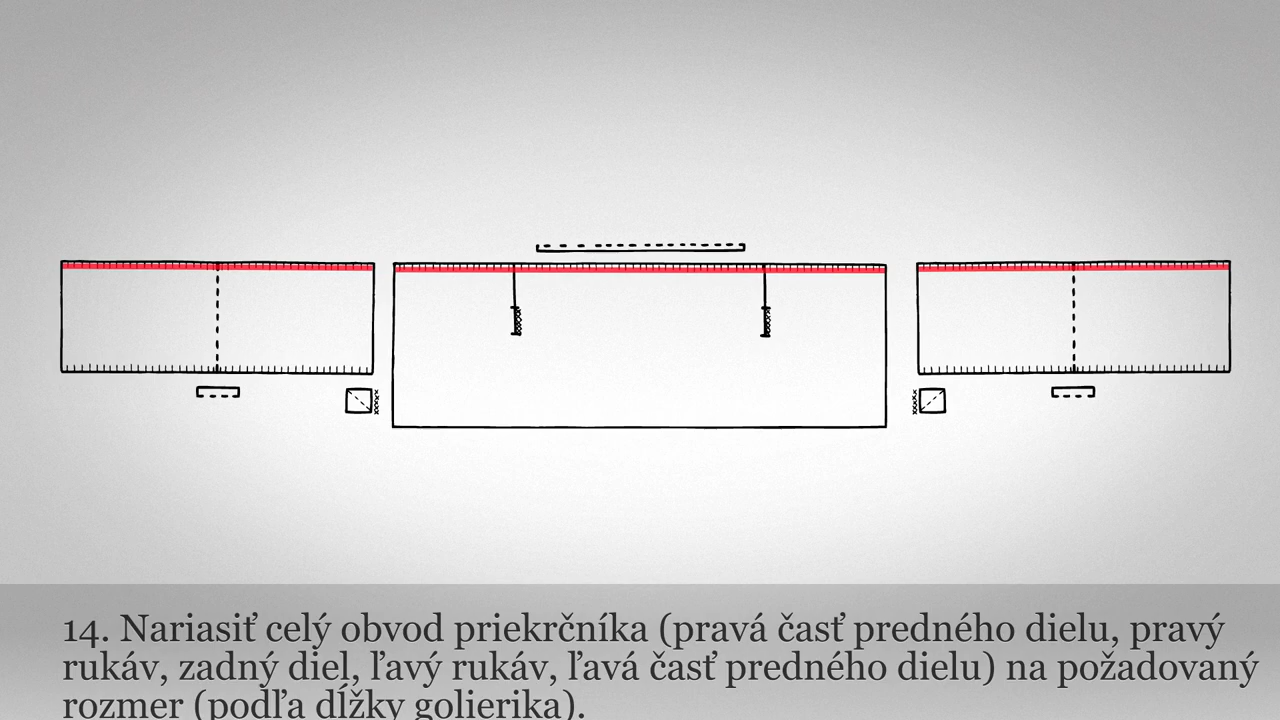 14. Nariasiť celý obvod priekrčníka (pravá časť predného dielu, pravý
rukáv, zadný diel, ľavý rukáv, ľavá časť predného dielu) na požadovaný
rozmer (podľa dĺžky golierika).